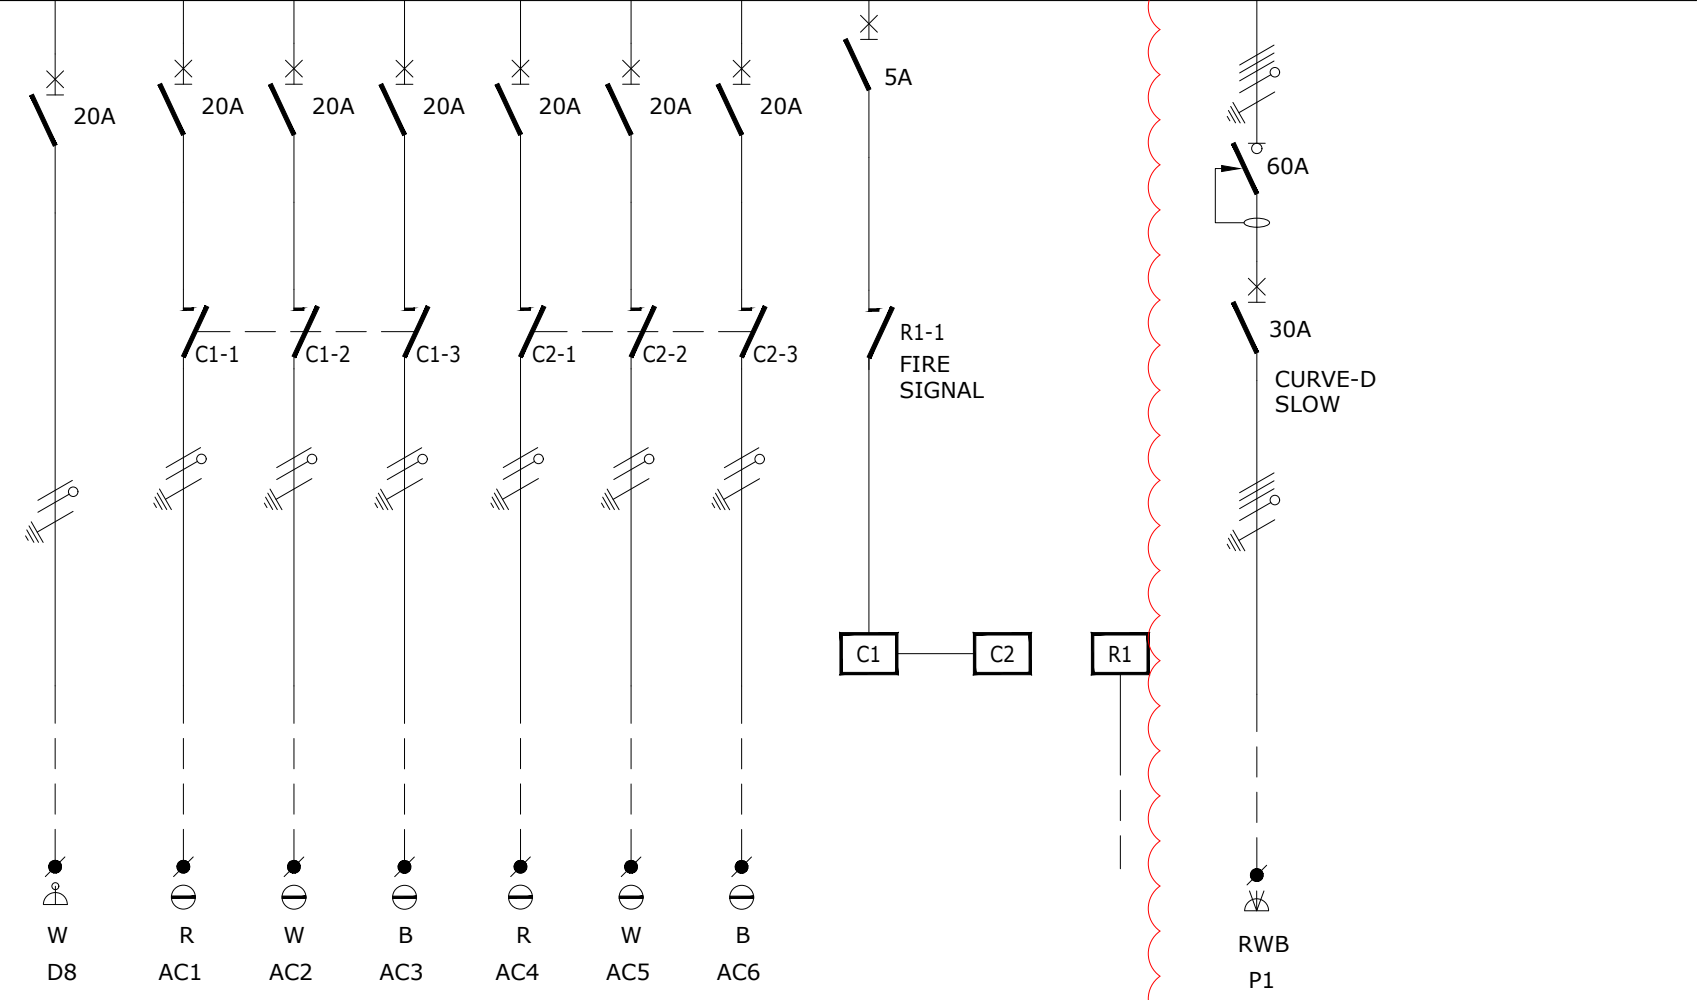 5A
20A
20A
20A
20A
20A
20A
20A
60A
30A
R1-1
FIRE
SIGNAL
C1-1
C1-2
C1-3
C2-1
C2-2
C2-3
CURVE-D
SLOW
C1
C2
R1
W
R
W
B
R
W
B
RWB
D8
AC1
AC2
AC3
AC4
AC5
AC6
P1